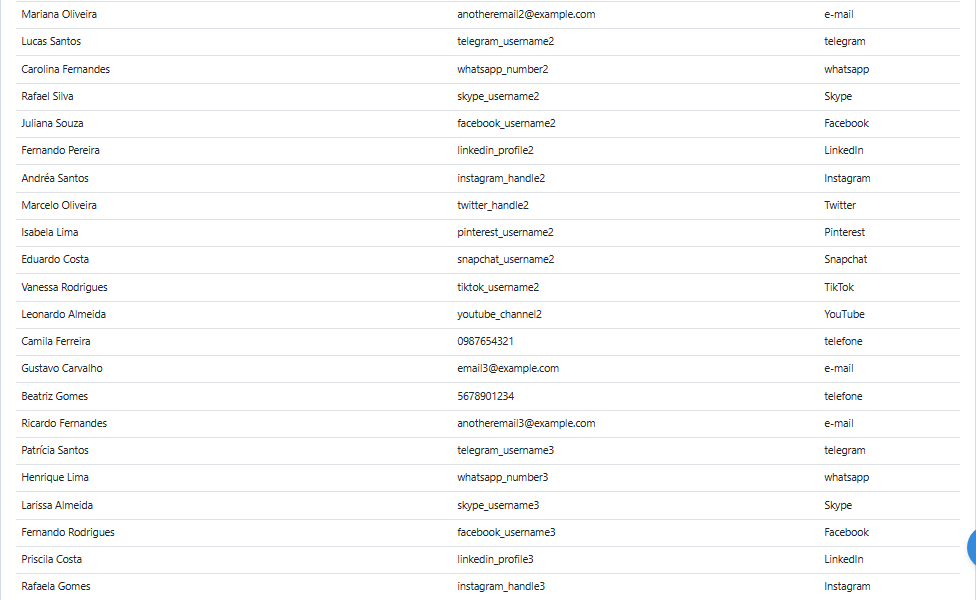 Mariana Oliveira anotheremail2@example.com e-mail
Lucas Santos telegram_username2 telegram
Carolina Fernandes whatsapp_number2 whatsapp
Rafael Silva skype_username2 Skype
Juliana Souza facebook_username2 Facebook
Fernando Pereira linkedin_profile2 LinkedIn
Andréa Santos instagram_handle2 Instagram
Marcelo Oliveira twitter_handle2 Twitter
Isabela Lima pinterest_username2 Pinterest
Eduardo Costa snapchat_username2 Snapchat
Vanessa Rodrigues tiktok_username2 TikTok
Leonardo Almeida youtube_channel2 YouTube
Camila Ferreira 0987654321 telefone
Gustavo Carvalho email3@example.com e-mail
Beatriz Gomes 5678901234 telefone
Ricardo Fernandes anotheremail3@example.com e-mail
Patrícia Santos telegram_username3 telegram
Henrique Lima whatsapp_number3 whatsapp
Larissa Almeida skype_username3 Skype
Fernando Rodrigues facebook_username3 Facebook
Priscila Costa linkedin_profile3 LinkedIn
Rafaela Gomes instagram_handle3 Instagram